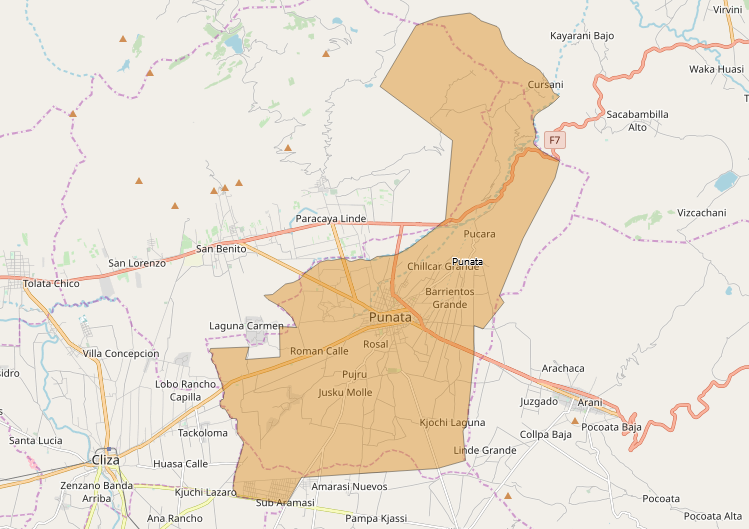 Virvini
Kayarani Bajo
Waka Huasi
Cursani
Sacabambilla
Alto
F7
Vizcachani
Paracaya Linde
Pucara
San Benito
San Lorenzo
Chillcar Grande
Punata
Tolata Chico
Barrientos
Grande
Punata
Laguna Carmen
Rosal
Roman Calle
Villa Concepcion
Arachaca
Pujru
Lobo Rancho
Capilla
Jusku Molle
Juzgado
Arani
Kjochi Laguna
Pocoata Baja
Tackoloma
Collpa Baja
Santa Lucia
Linde Grande
Cliza
Huasa Calle
Zenzano Banda
Arriba
Kjuchi Lazaro
Amarasi Nuevos
Sub Aramasi
Pocoata
Ana Rancho
Pampa Kjassi
Pocoata Alta